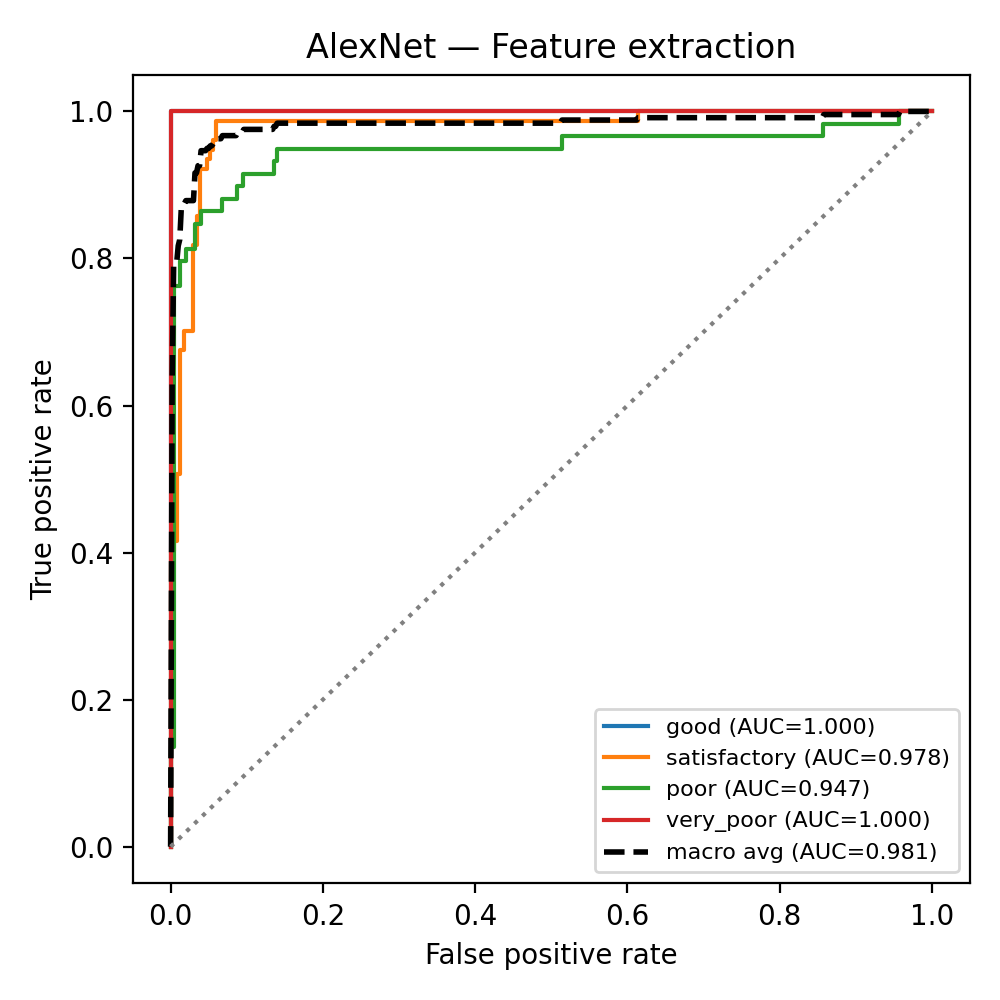 AlexNet — Feature extraction
True positive rate
1.0
0.8
0.6
0.4
0.2
0.0
0.0 0.2 0.4 0.6 0.8 1.0
False positive rate
good (AUC=1.000)
satisfactory (AUC=0.978)
poor (AUC=0.947)
very_poor (AUC=1.000)
macro avg (AUC=0.981)